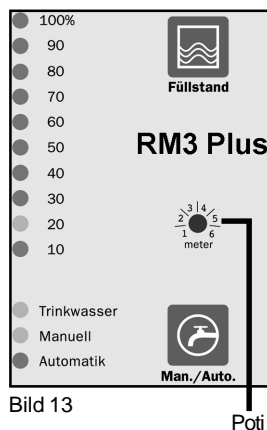 100%
90
80
70
60
50
40
30
20
10
Füllstand
RM3 Plus
1 2 3 4 5 6
meter
Trinkwasser
Manuell
Automatik
Man./Auto.
Bild 13
Poti